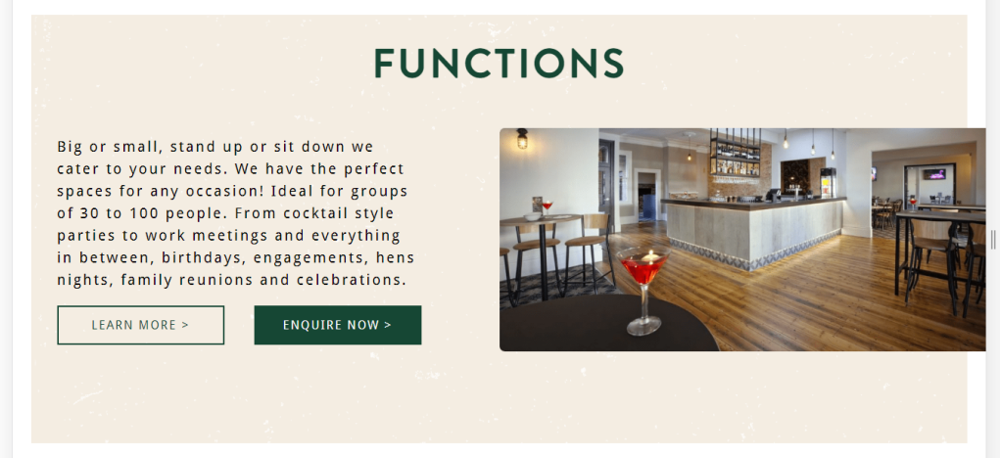 FUNCTIONS
Big or small, stand up or sit down we
cater to your needs. We have the perfect
spaces for any occasion! Ideal for groups
of 30 to 100 people. From cocktail style
parties to work meetings and everything
in between, birthdays, engagements, hens
nights, family reunions and celebrations.
LEARN MORE >
ENQUIRE NOW >